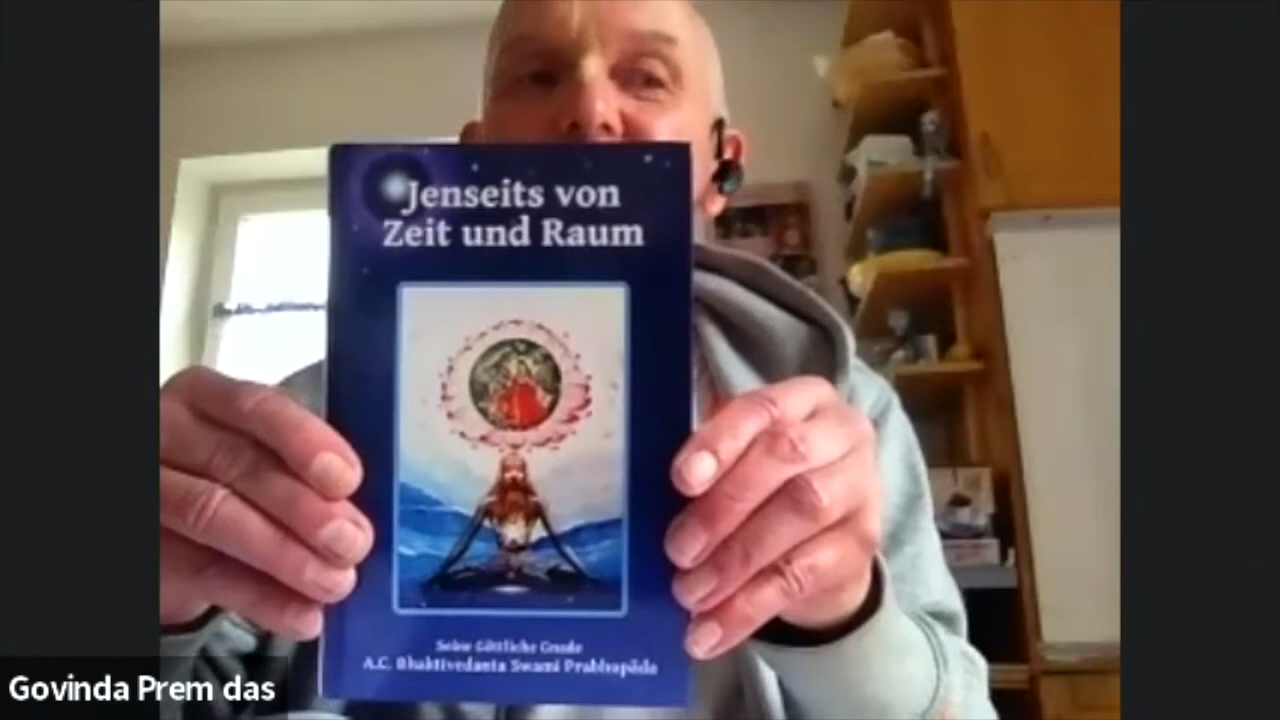 Jenseits von
Zeit und Raum
Seine Göttliche Gnade
A.C. Bhaktivedanta Swami Prabhupāda
Govinda Prem das